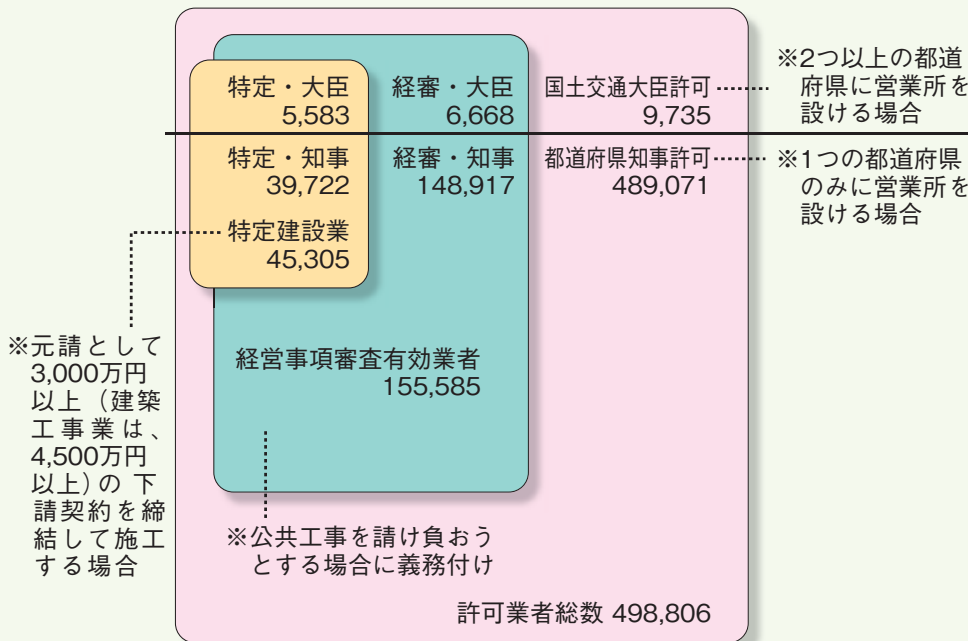 特定・大臣
5,583
経審・大臣
6,668
国土交通大臣許可
9,735
※2つ以上の都道
府県に営業所を
設ける場合
特定・知事
39,722
経審・知事
148,917
都道府県知事許可
489,071
※1つの都道府県
のみに営業所を
設ける場合
特定建設業
45,305
※元請として
3,000万円
以上（建築
工事業は、
4,500万円
以上）の下
請契約を締
結して施工
する場合
経営事項審査有効業者
155,585
※公共工事を請け負おう
とする場合に義務付け
許可業者総数 498,806